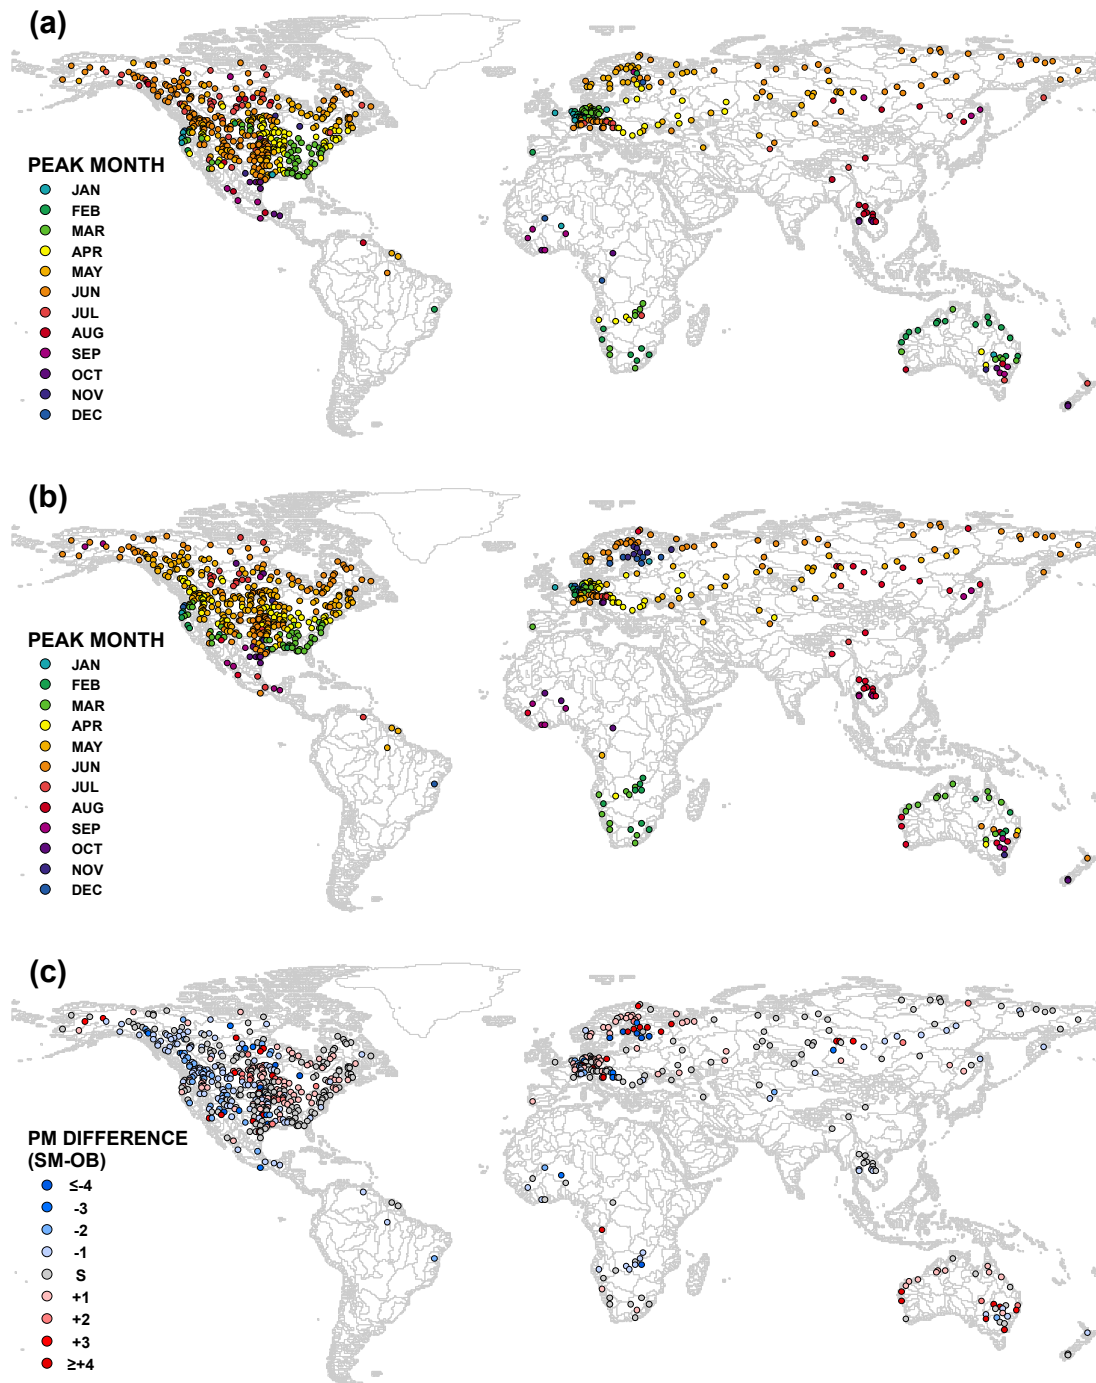 (a)
PEAK MONTH
JAN
FEB
MAR
APR
MAY
JUN
JUL
AUG
SEP
OCT
NOV
DEC
(b)
PEAK MONTH
JAN
FEB
MAR
APR
MAY
JUN
JUL
AUG
SEP
OCT
NOV
DEC
(c)
PM DIFFERENCE
(SM-OB)
≤-4
-3
-2
-1
S
+1
+2
+3
≥+4